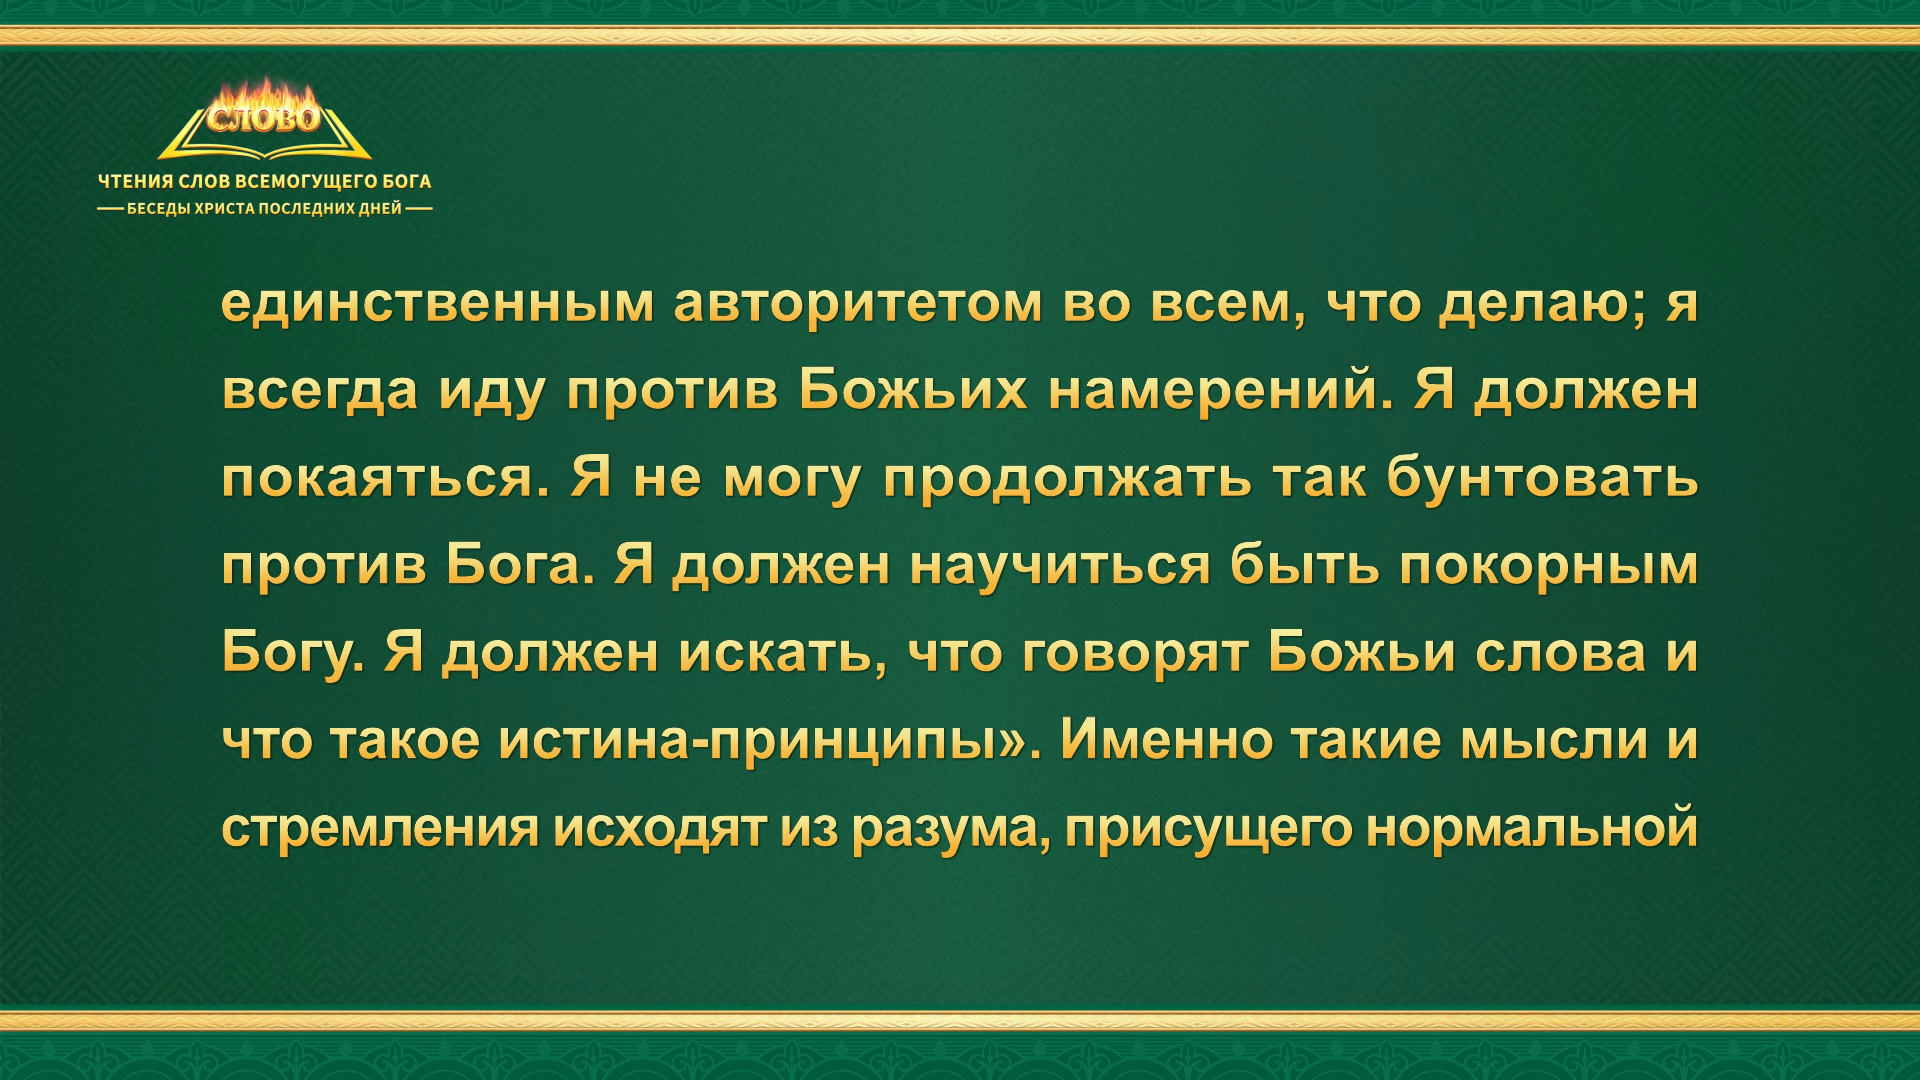 СЛОВО
ЧТЕНИЯ СЛОВ ВСЕМОГУЩЕГО БОГА
БЕСЕДЫ ХРИСТА ПОСЛЕДНИХ ДНЕЙ
единственным авторитетом во всем, что делаю; я
всегда иду против Божьих намерений. Я должен
покаяться. Я не могу продолжать так бунтовать
против Бога. Я должен научиться быть покорным
Богу. Я должен искать, что говорят Божьи слова и
что такое истина-принципы». Именно такие мысли и
стремления исходят из разума, присущего нормальной